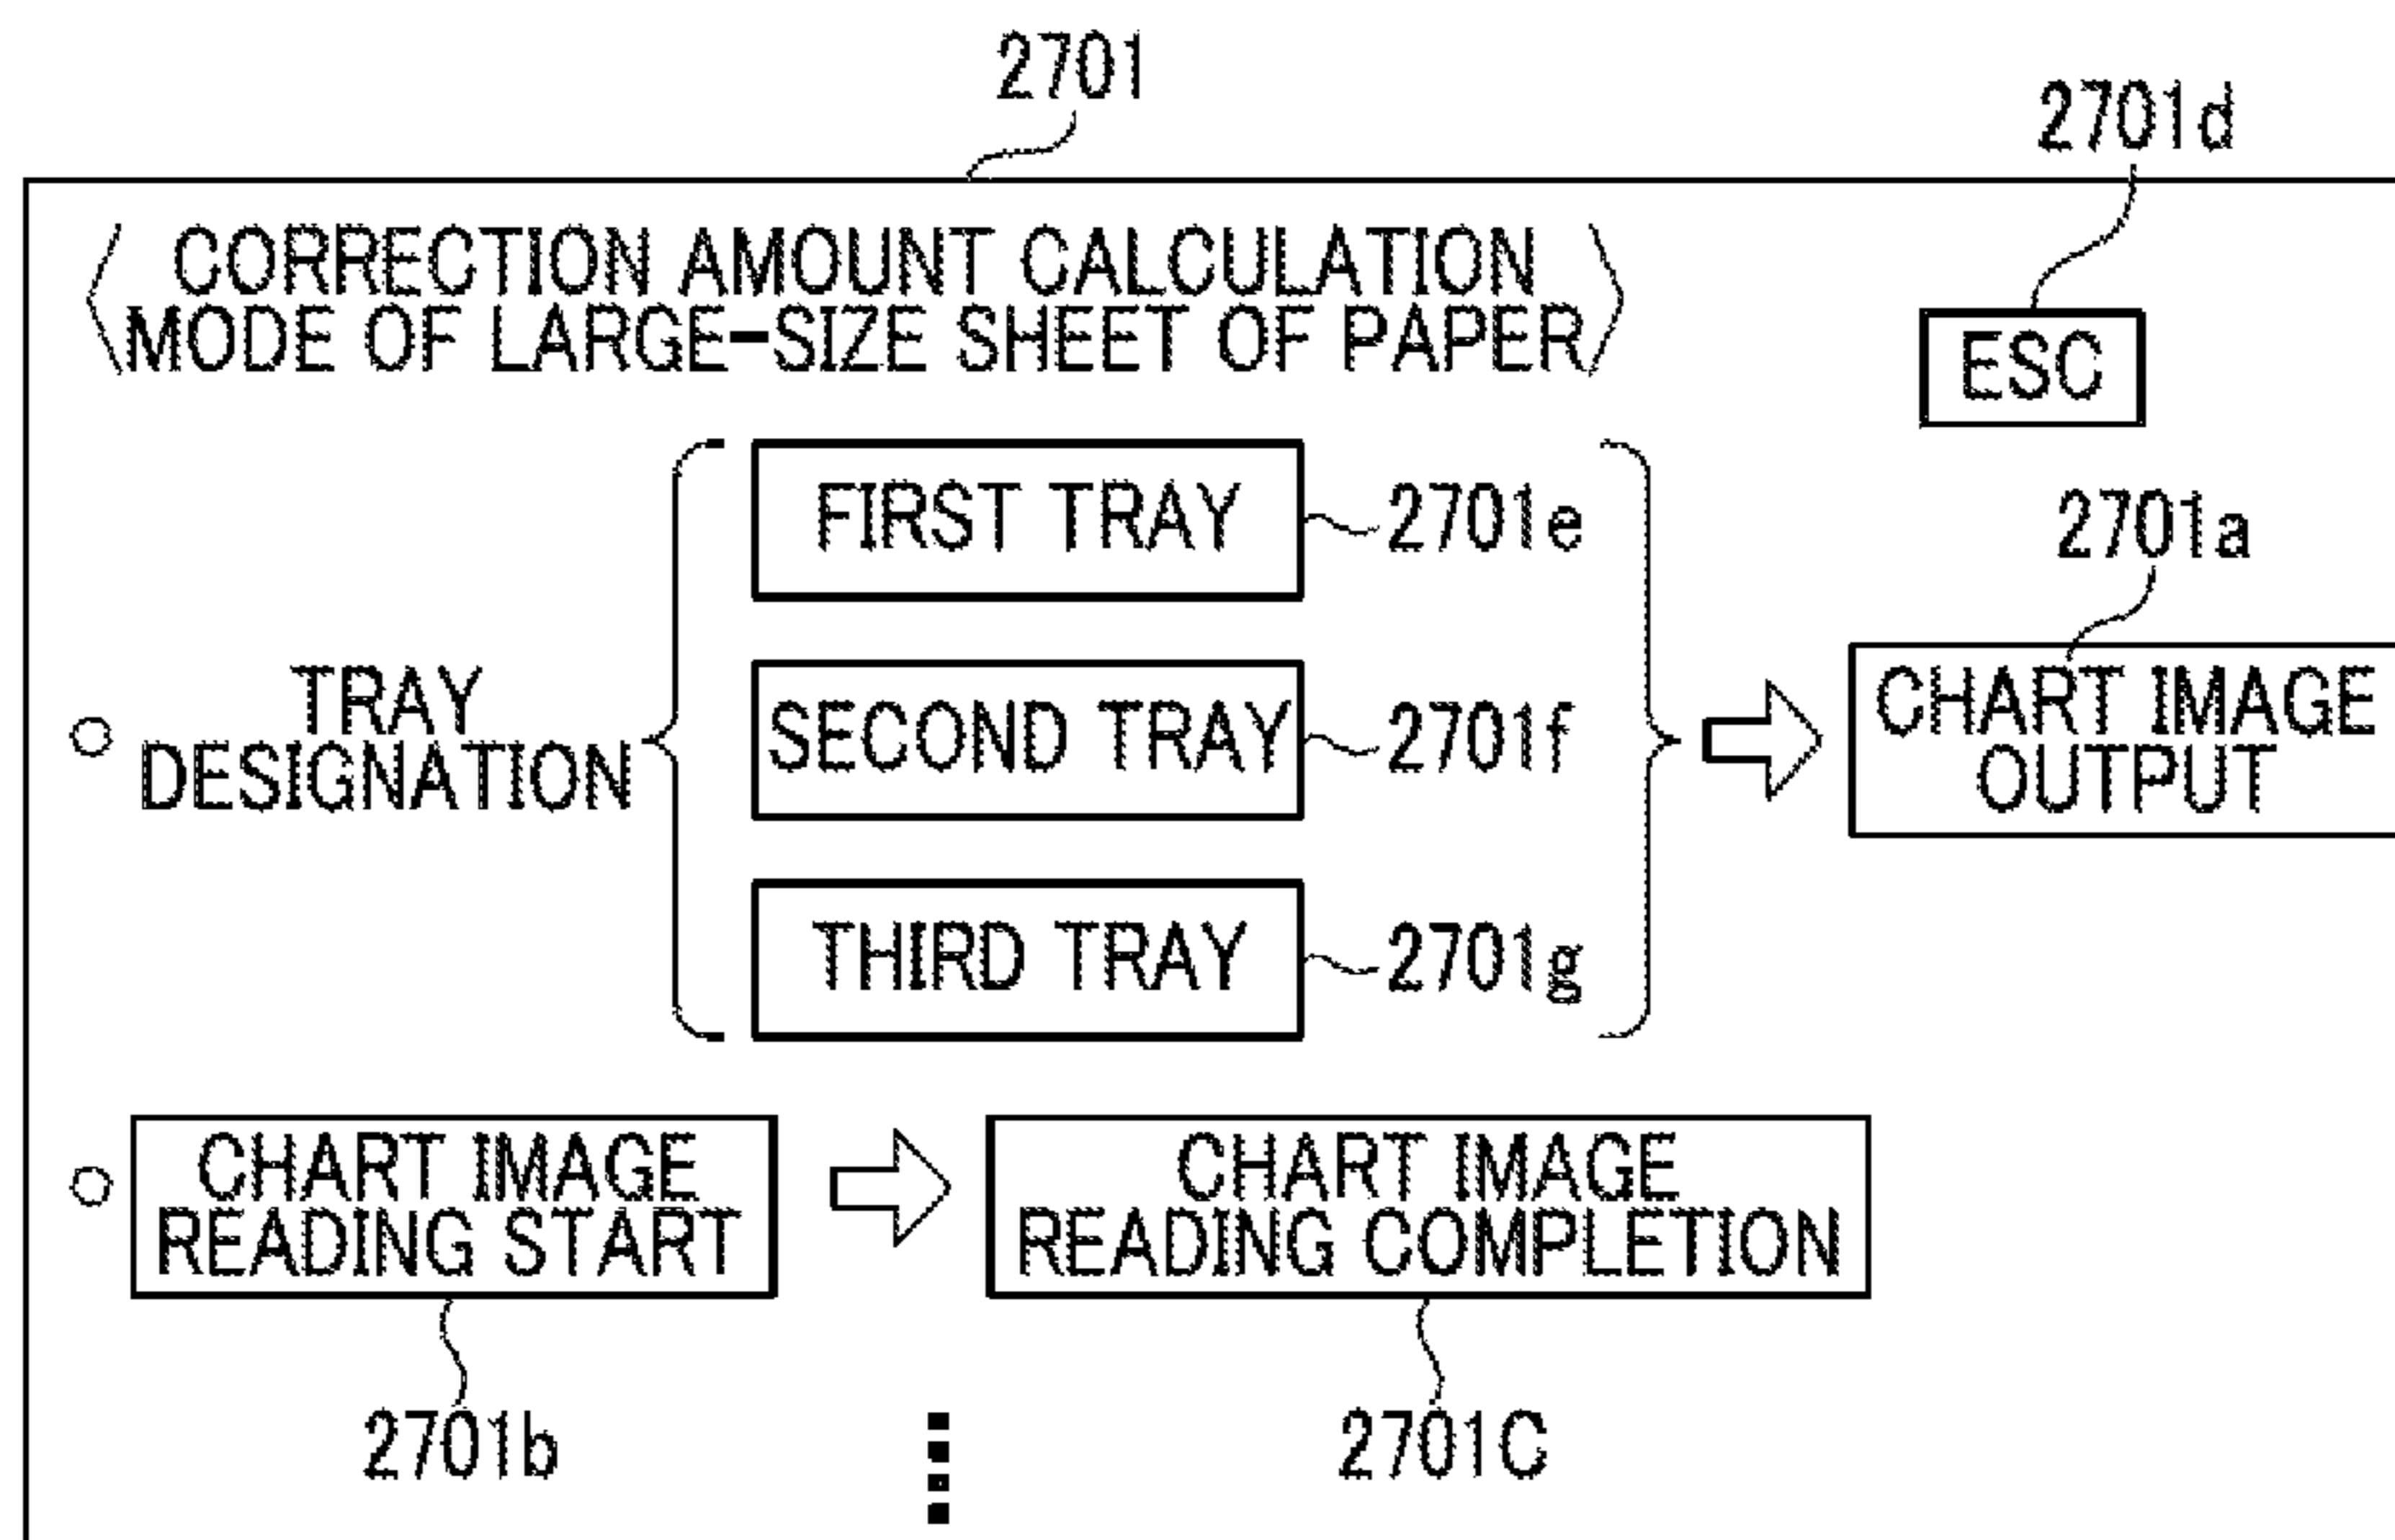 2701
2701d
〈 CORRECTION AMOUNT CALCULATION
MODE OF LARGE-SIZE SHEET OF PAPER 〉
ESC
FIRST TRAY
2701e
2701a
○ TRAY
DESIGNATION
SECOND TRAY
2701f
CHART IMAGE
OUTPUT
THIRD TRAY
2701g
○ CHART IMAGE
READING START
CHART IMAGE
READING COMPLETION
2701b
2701C